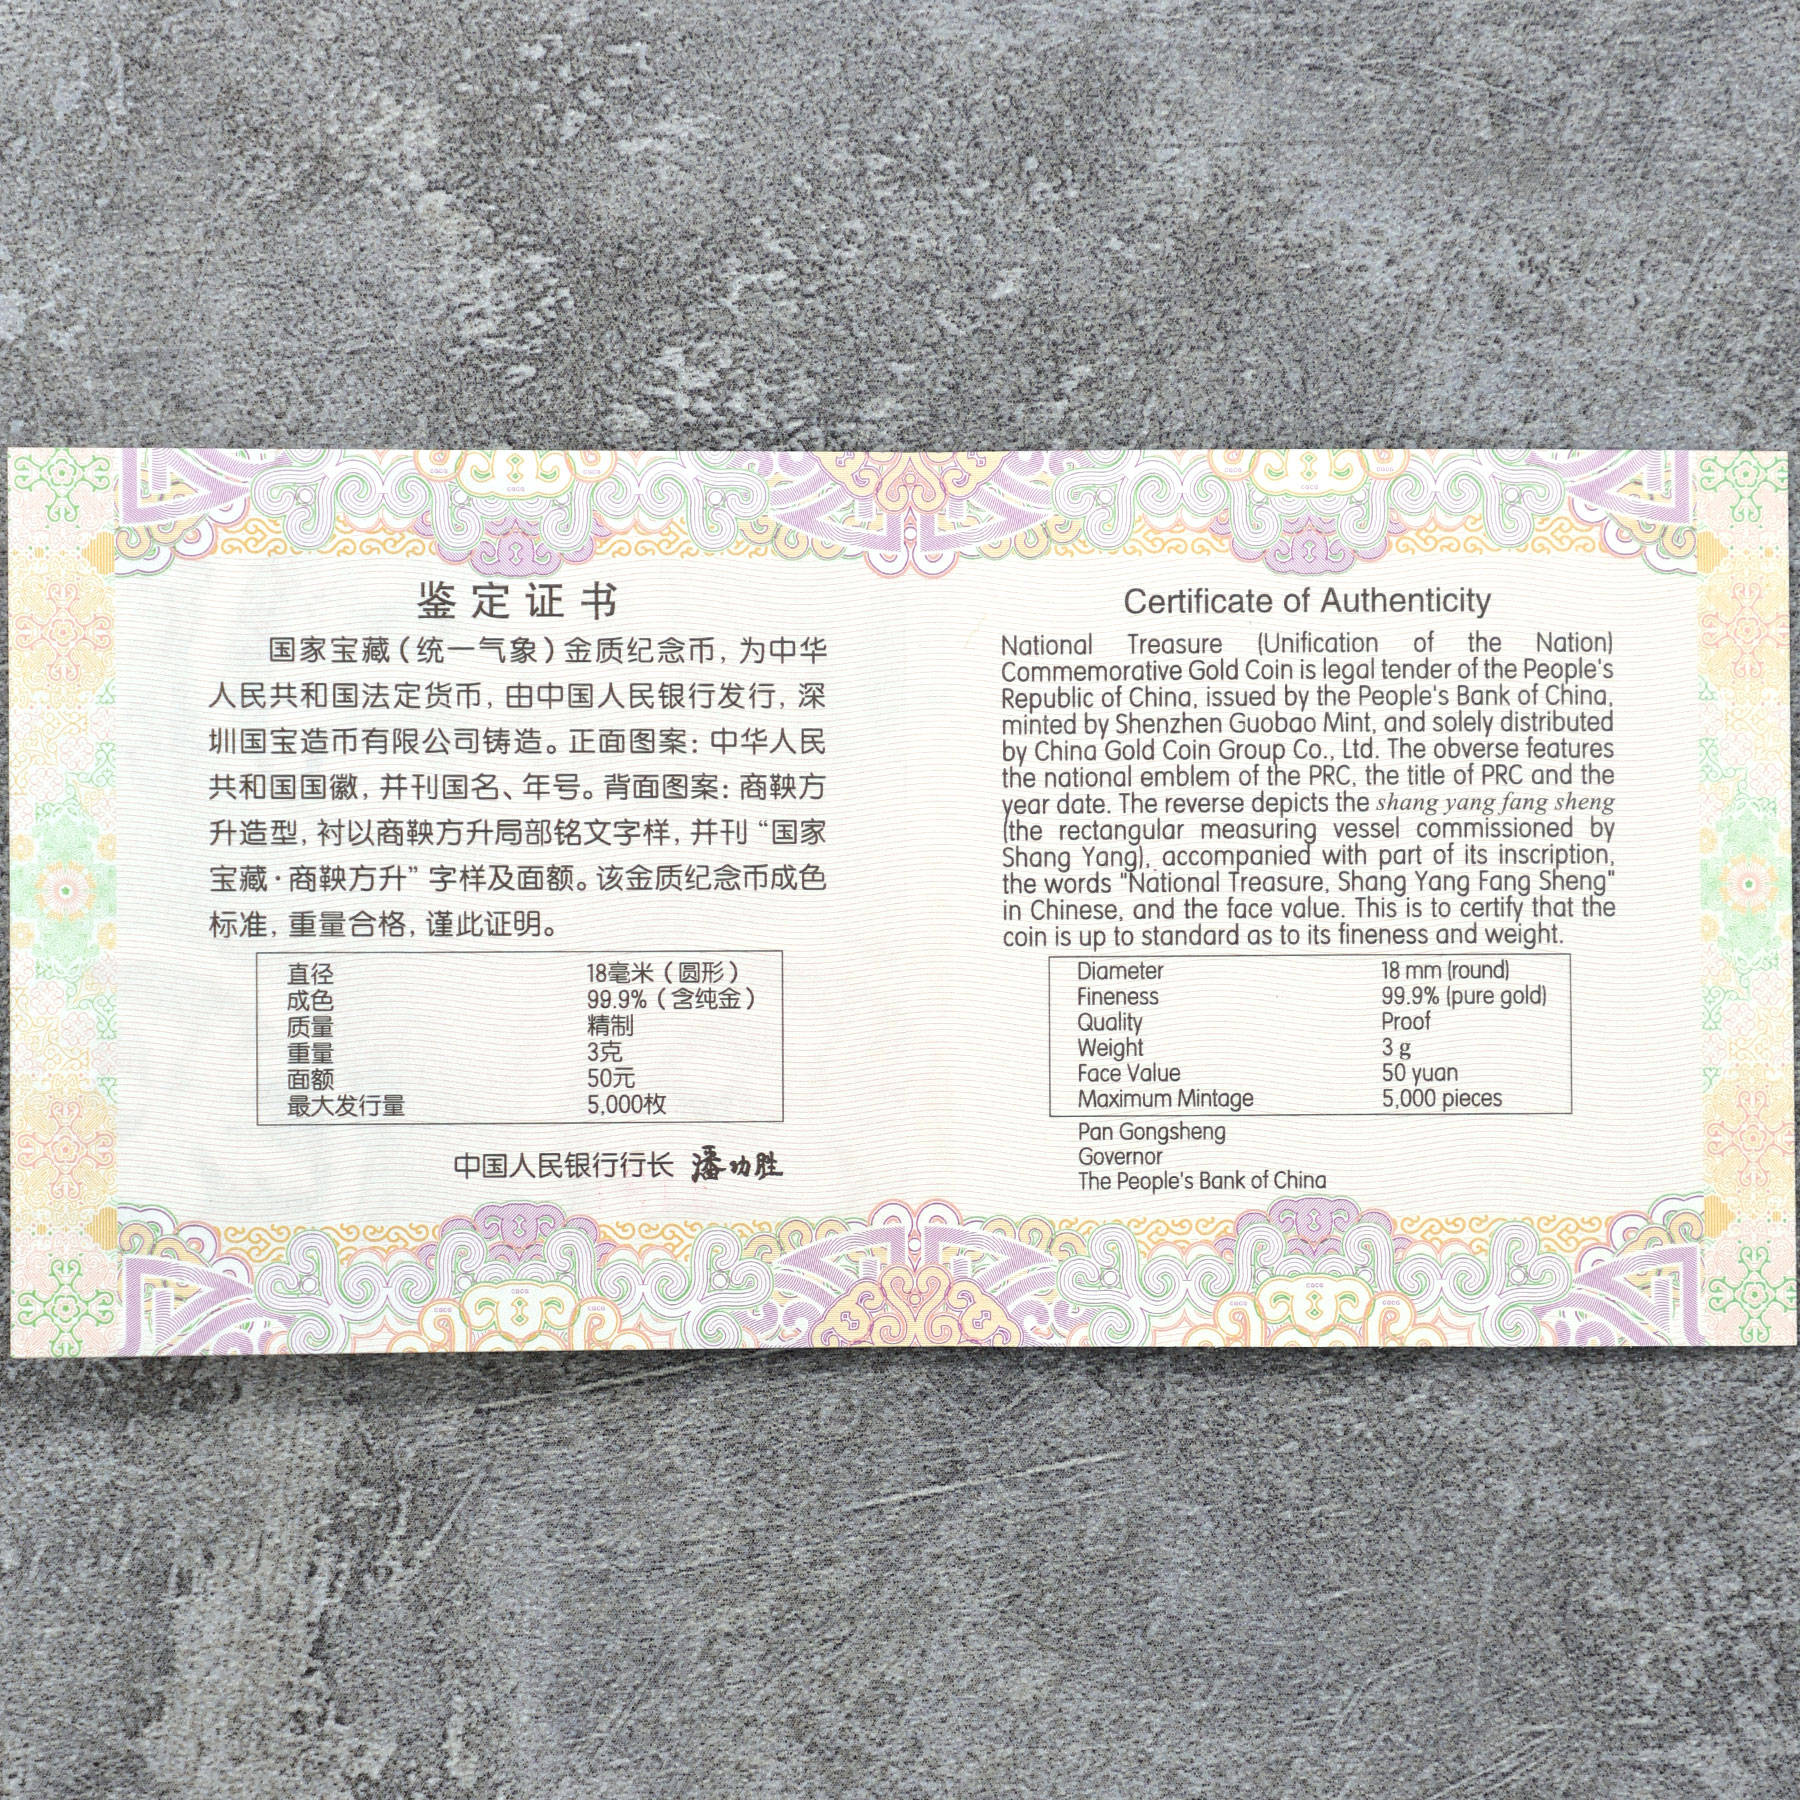 鉴定证书
国家宝藏（统一气象）金质纪念币，为中华
人民共和国法定货币，由中国人民银行发行，深
圳国宝造币有限公司铸造。正面图案：中华人民
共和国国徽，并刊国名、年号。背面图案：商鞅方
升造型，衬以商鞅方升局部铭文字样，并刊“国家
宝藏·商鞅方升”字样及面额。该金质纪念币成色
标准，重量合格，谨此证明。
直径 18毫米（圆形）
成色 99.9%（含纯金）
质量 精制
重量 3克
面额 50元
最大发行量 5,000枚
中国人民银行行长 潘功胜
Certificate of Authenticity
National Treasure (Unification of the Nation)
Commemorative Gold Coin is legal tender of the People's
Republic of China, issued by the People's Bank of China,
minted by Shenzhen Guobao Mint, and solely distributed
by China Gold Coin Group Co., Ltd. The obverse features
the national emblem of the PRC, the title of PRC and the
year date. The reverse depicts the shang yang fang sheng
(the rectangular measuring vessel commissioned by
Shang Yang), accompanied with part of its inscription,
the words "National Treasure, Shang Yang Fang Sheng"
in Chinese, and the face value. This is to certify that the
coin is up to standard as to its fineness and weight.
Diameter 18 mm (round)
Fineness 99.9% (pure gold)
Quality Proof
Weight 3 g
Face Value 50 yuan
Maximum Mintage 5,000 pieces
Pan Gongsheng
Governor
The People's Bank of China